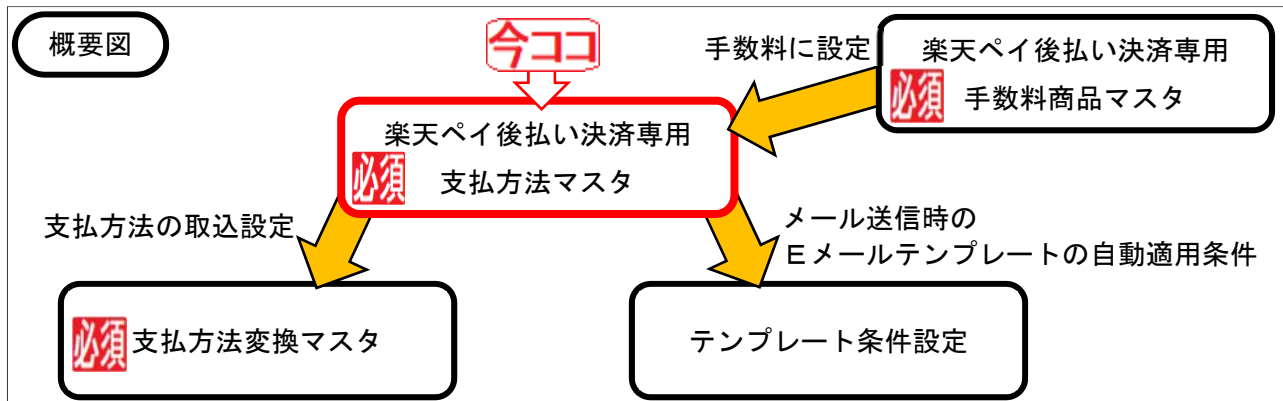 概要図
今ココ
手数料に設定
楽天ペイ後払い決済専用
必須 手数料商品マスタ
楽天ペイ後払い決済専用
必須 支払方法マスタ
支払方法の取込設定
メール送信時の
Eメールテンプレートの自動適用条件
必須 支払方法変換マスタ
テンプレート条件設定